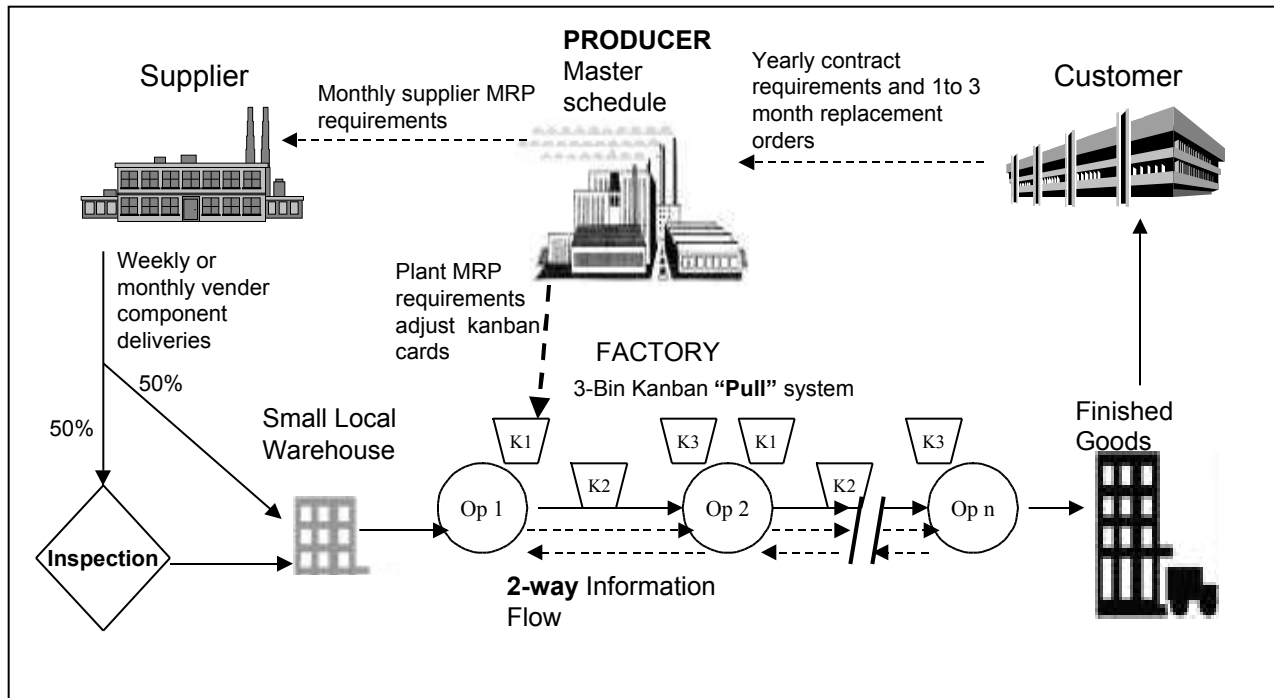 PRODUCER
Master
schedule
Supplier
Monthly supplier MRP
requirements
Yearly contract
requirements and 1to 3
month replacement
orders
Customer
Weekly or
monthly vender
component
deliveries
Plant MRP
requirements
adjust kanban
cards
FACTORY
3-Bin Kanban “Pull” system
50%
50%
Small Local
Warehouse
Finished
Goods
K1
K3
K1
K3
K2
K2
Op 1
Op 2
Op n
Inspection
2-way Information
Flow